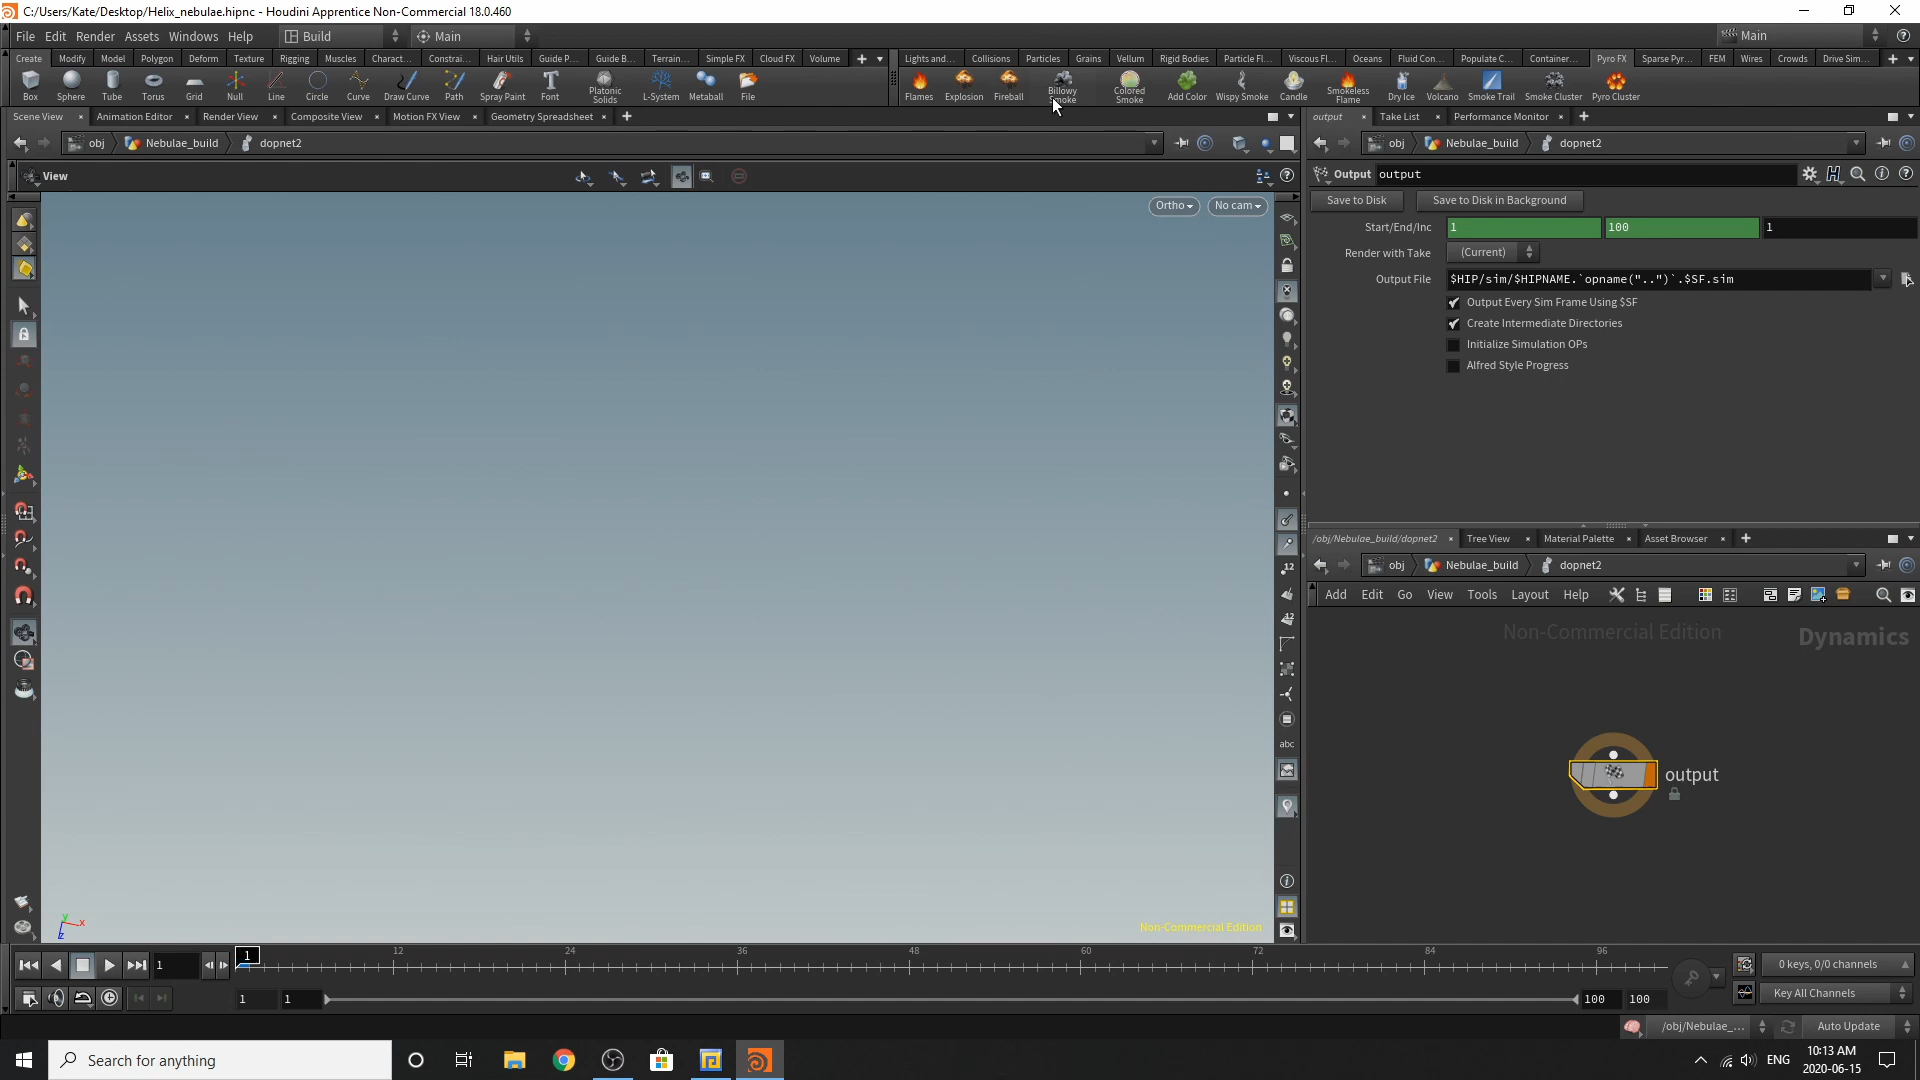 C:/Users/Kate/Desktop/Helix_nebulae.hipnc - Houdini Apprentice Non-Commercial 18.0.460
File Edit Render Assets Windows Help Build Main Main
Create Modify Model Polygon Deform Texture Rigging Muscles Charact... Constrai... Hair Utils Guide P... Guide B... Terrain... Simple FX Cloud FX Volume
Lights and... Collisions Particles Grains Vellum Rigid Bodies Particle Fl... Viscous Fl... Oceans Fluid Con... Populate C... Container... Pyro FX Sparse Pyr... FEM Wires Crowds Drive Sim...
Box Sphere Tube Torus Grid Null Line Circle Curve Draw Curve Path Spray Paint Font Platonic Solids L-System Metaball File
Flames Explosion Fireball Billowy Smoke Colored Smoke Add Color Wispy Smoke Candle Smokeless Flame Dry Ice Volcano Smoke Trail Smoke Cluster Pyro Cluster
Scene View Animation Editor Render View Composite View Motion FX View Geometry Spreadsheet
output Take List Performance Monitor
obj Nebulae_build dopnet2
obj Nebulae_build dopnet2
View
Output output
Save to Disk Save to Disk in Background
Ortho No cam
Start/End/Inc 1 100 1
Render with Take (Current)
Output File $HIP/sim/$HIPNAME.`opname("..")`.$SF.sim
Output Every Sim Frame Using $SF
Create Intermediate Directories
Initialize Simulation OPs
Alfred Style Progress
/obj/Nebulae_build/dopnet2 Tree View Material Palette Asset Browser
obj Nebulae_build dopnet2
Add Edit Go View Tools Layout Help
Non-Commercial Edition Dynamics
output
12
12
abc
y x z
Non-Commercial Edition
1 1 12 24 36 48 60 72 84 96
0 keys, 0/0 channels
1 1 100 100
Key All Channels
/obj/Nebulae_... Auto Update
Search for anything
ENG
10:13 AM
2020-06-15